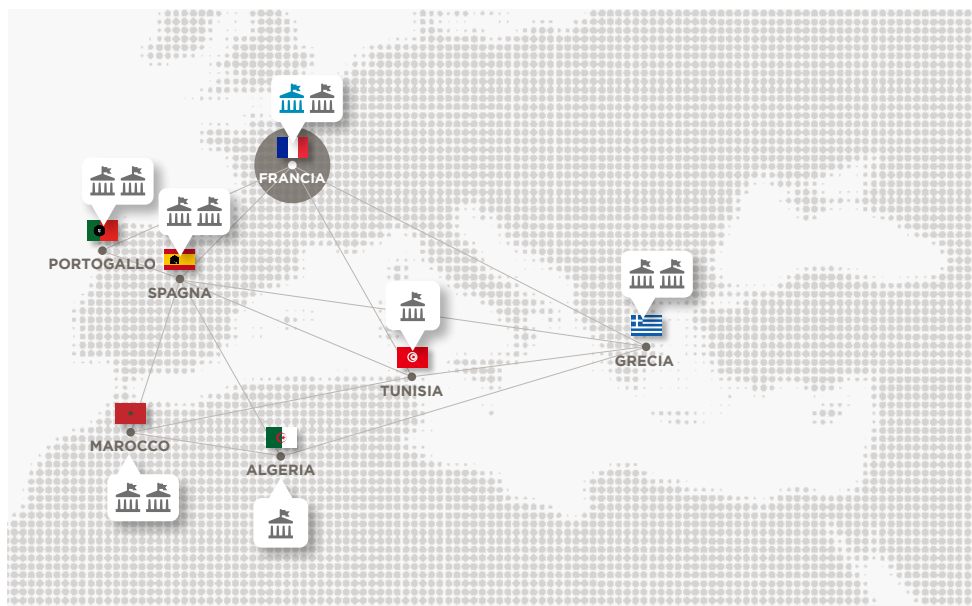 FRANCIA
PORTOGALLO
SPAGNA
GRECIA
TUNISIA
MAROCCO
ALGERIA